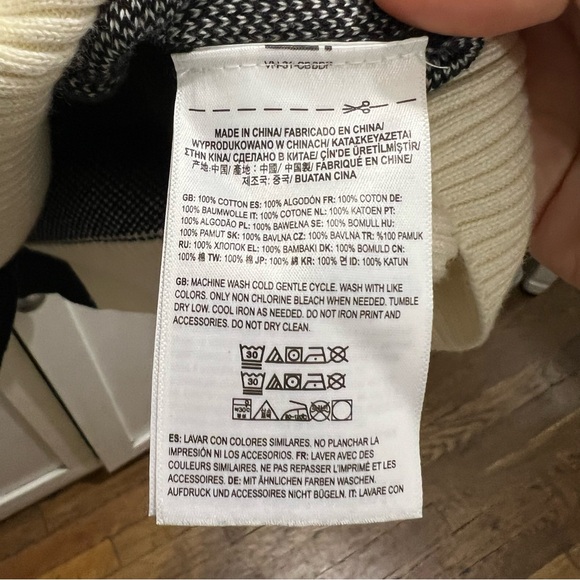 MADE IN CHINA/ FABRICADO EN CHINA/
WYPRODUKOWANO W CHINACH/ ΚΑΤΑΣΚΕΥΑΖΕΤΑΙ
ΣΤΗΝ ΚΙΝΑ/ СДЕЛАНО В КИТАЕ/ ÇİN'DE ÜRETİLMİŞTİR/
产地:中国/ 產地：中國/ 中国製/ FABRIQUÉ EN CHINE/
제조국: 중국/ BUATAN CINA
GB: 100% COTTON ES: 100% ALGODÓN FR: 100% COTON DE:
100% BAUMWOLLE IT: 100% COTONE NL: 100% KATOEN PT:
100% ALGODÃO PL: 100% BAWEŁNA SE: 100% BOMULL HU:
100% PAMUT SK: 100% BAVLNA CZ: 100% BAVLNA TR: %100 PAMUK
RU: 100% ХЛОПОК EL: 100% ΒΑΜΒΑΚΙ DK: 100% BOMULD CN:
100% 棉 TW: 100% 棉 JP: 100% 綿 KR: 100% 면 ID: 100% KATUN
GB: MACHINE WASH COLD GENTLE CYCLE. WASH WITH LIKE
COLORS. ONLY NON CHLORINE BLEACH WHEN NEEDED. TUMBLE
DRY LOW. COOL IRON AS NEEDED. DO NOT IRON PRINT AND
ACCESSORIES. DO NOT DRY CLEAN.
30
30
ES: LAVAR CON COLORES SIMILARES. NO PLANCHAR LA
IMPRESIÓN NI LOS ACCESORIOS. FR: LAVER AVEC DES
COULEURS SIMILAIRES. NE PAS REPASSER L'IMPRIMÉ ET LES
ACCESSOIRES. DE: MIT ÄHNLICHEN FARBEN WASCHEN.
AUFDRUCK UND ACCESSOIRES NICHT BÜGELN. IT: LAVARE CON